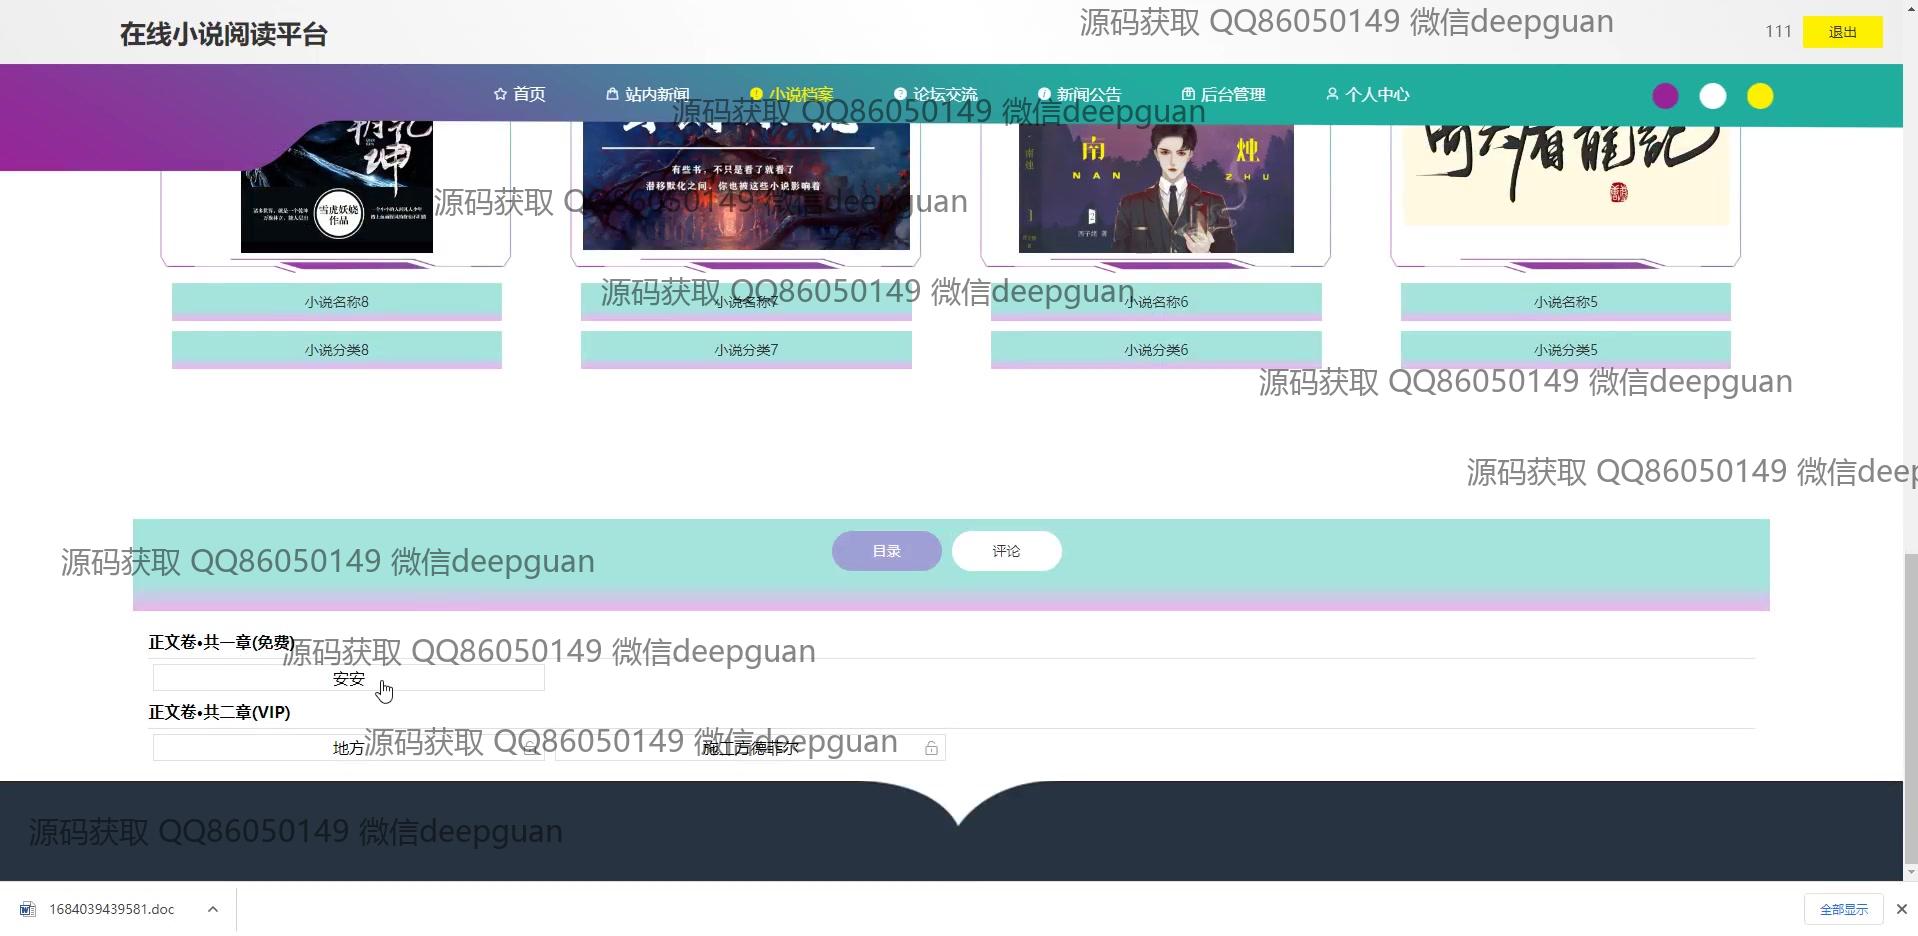 在线小说阅读平台
源码获取 QQ86050149 微信deepguan
111
退出
首页
站内新闻
小说档案
论坛交流
新闻公告
后台管理
个人中心
源码获取 QQ86050149 微信deepguan
乾坤
雪虎妖娆
作品
有些书，不只是看了就看了
潜移默化之间，你也被这些小说影响着
南烛
南
烛
NAN
ZHU
西子绪 著
倚天屠龍記
源码获取 QQ86050149 微信deepguan
源码获取 QQ86050149 微信deepguan
小说名称8
小说名称7
小说名称6
小说名称5
小说分类8
小说分类7
小说分类6
小说分类5
源码获取 QQ86050149 微信deepguan
源码获取 QQ86050149 微信deep
目录
评论
源码获取 QQ86050149 微信deepguan
正文卷•共一章(免费)
源码获取 QQ86050149 微信deepguan
安安
正文卷•共二章(VIP)
地方
施工方德菲尔
源码获取 QQ86050149 微信deepguan
源码获取 QQ86050149 微信deepguan
1684039439581.doc
全部显示